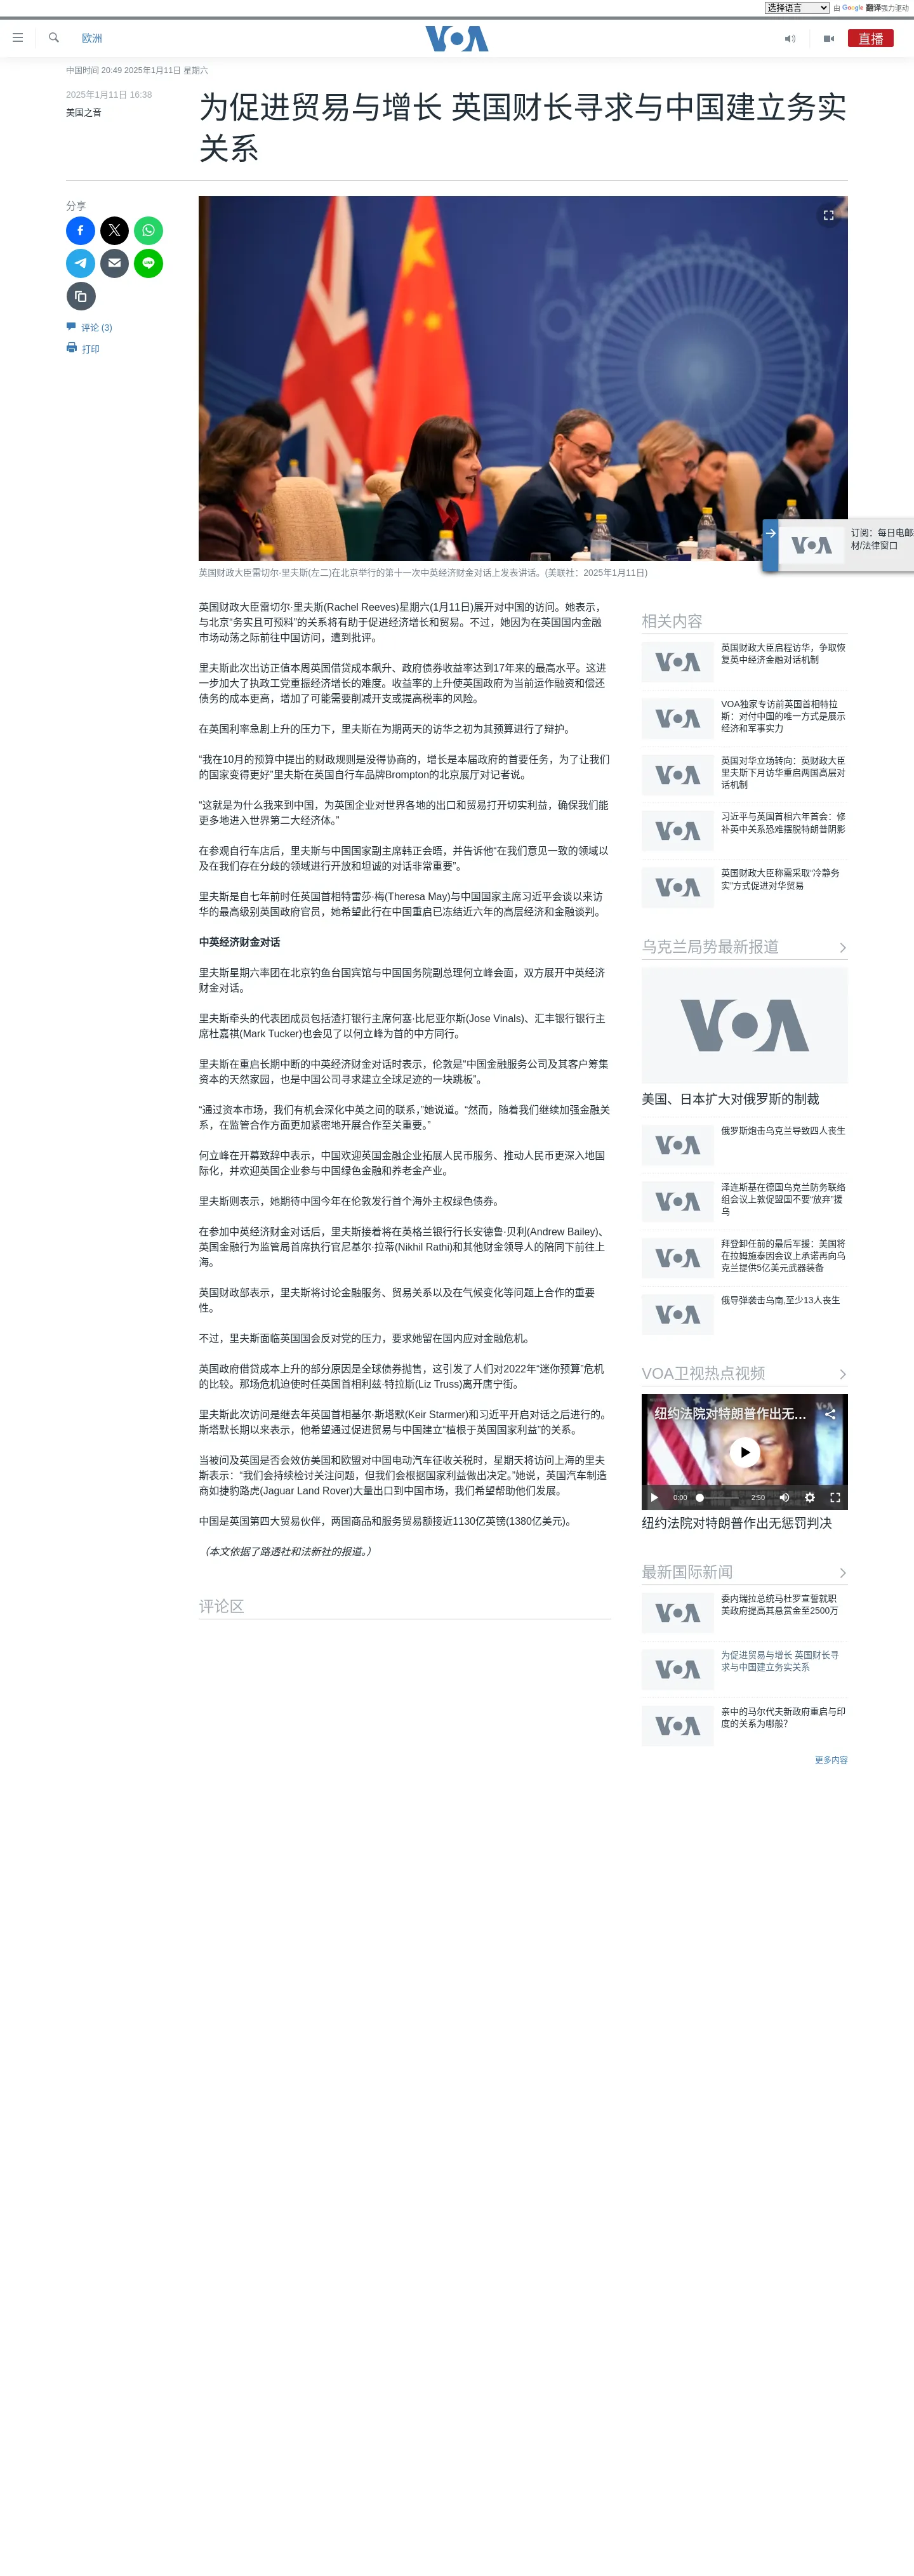 选择语言 由 Google 翻译强力驱动
欧洲
VOA
直播
中国时间 20:49 2025年1月11日 星期六
2025年1月11日 16:38
美国之音
为促进贸易与增长 英国财长寻求与中国建立务实
关系
分享
LINE
评论 (3)
打印
订阅：每日电邮
材/法律窗口
VOA
英国财政大臣雷切尔·里夫斯(左二)在北京举行的第十一次中英经济财金对话上发表讲话。(美联社：2025年1月11日)
英国财政大臣雷切尔·里夫斯(Rachel Reeves)星期六(1月11日)展开对中国的访问。她表示，
与北京“务实且可预料”的关系将有助于促进经济增长和贸易。不过，她因为在英国国内金融
市场动荡之际前往中国访问，遭到批评。
里夫斯此次出访正值本周英国借贷成本飙升、政府债券收益率达到17年来的最高水平。这进
一步加大了执政工党重振经济增长的难度。收益率的上升使英国政府为当前运作融资和偿还
债务的成本更高，增加了可能需要削减开支或提高税率的风险。
在英国利率急剧上升的压力下，里夫斯在为期两天的访华之初为其预算进行了辩护。
“我在10月的预算中提出的财政规则是没得协商的，增长是本届政府的首要任务，为了让我们
的国家变得更好”里夫斯在英国自行车品牌Brompton的北京展厅对记者说。
“这就是为什么我来到中国，为英国企业对世界各地的出口和贸易打开切实利益，确保我们能
更多地进入世界第二大经济体。”
在参观自行车店后，里夫斯与中国国家副主席韩正会晤，并告诉他“在我们意见一致的领域以
及在我们存在分歧的领域进行开放和坦诚的对话非常重要”。
里夫斯是自七年前时任英国首相特雷莎·梅(Theresa May)与中国国家主席习近平会谈以来访
华的最高级别英国政府官员，她希望此行在中国重启已冻结近六年的高层经济和金融谈判。
中英经济财金对话
里夫斯星期六率团在北京钓鱼台国宾馆与中国国务院副总理何立峰会面，双方展开中英经济
财金对话。
里夫斯牵头的代表团成员包括渣打银行主席何塞·比尼亚尔斯(Jose Vinals)、汇丰银行银行主
席杜嘉祺(Mark Tucker)也会见了以何立峰为首的中方同行。
里夫斯在重启长期中断的中英经济财金对话时表示，伦敦是“中国金融服务公司及其客户筹集
资本的天然家园，也是中国公司寻求建立全球足迹的一块跳板”。
“通过资本市场，我们有机会深化中英之间的联系，”她说道。“然而，随着我们继续加强金融关
系，在监管合作方面更加紧密地开展合作至关重要。”
何立峰在开幕致辞中表示，中国欢迎英国金融企业拓展人民币服务、推动人民币更深入地国
际化，并欢迎英国企业参与中国绿色金融和养老金产业。
里夫斯则表示，她期待中国今年在伦敦发行首个海外主权绿色债券。
在参加中英经济财金对话后，里夫斯接着将在英格兰银行行长安德鲁·贝利(Andrew Bailey)、
英国金融行为监管局首席执行官尼基尔·拉蒂(Nikhil Rathi)和其他财金领导人的陪同下前往上
海。
英国财政部表示，里夫斯将讨论金融服务、贸易关系以及在气候变化等问题上合作的重要
性。
不过，里夫斯面临英国国会反对党的压力，要求她留在国内应对金融危机。
英国政府借贷成本上升的部分原因是全球债券抛售，这引发了人们对2022年“迷你预算”危机
的比较。那场危机迫使时任英国首相利兹·特拉斯(Liz Truss)离开唐宁街。
里夫斯此次访问是继去年英国首相基尔·斯塔默(Keir Starmer)和习近平开启对话之后进行的。
斯塔默长期以来表示，他希望通过促进贸易与中国建立“植根于英国国家利益”的关系。
当被问及英国是否会效仿美国和欧盟对中国电动汽车征收关税时，星期天将访问上海的里夫
斯表示：“我们会持续检讨关注问题，但我们会根据国家利益做出决定。”她说，英国汽车制造
商如捷豹路虎(Jaguar Land Rover)大量出口到中国市场，我们希望帮助他们发展。
中国是英国第四大贸易伙伴，两国商品和服务贸易额接近1130亿英镑(1380亿美元)。
（本文依据了路透社和法新社的报道。）
评论区
相关内容
VOA
英国财政大臣启程访华，争取恢
复英中经济金融对话机制
VOA
VOA独家专访前英国首相特拉
斯：对付中国的唯一方式是展示
经济和军事实力
VOA
英国对华立场转向：英财政大臣
里夫斯下月访华重启两国高层对
话机制
VOA
习近平与英国首相六年首会：修
补英中关系恐难摆脱特朗普阴影
VOA
英国财政大臣称需采取“冷静务
实”方式促进对华贸易
乌克兰局势最新报道
VOA
美国、日本扩大对俄罗斯的制裁
VOA
俄罗斯炮击乌克兰导致四人丧生
VOA
泽连斯基在德国乌克兰防务联络
组会议上敦促盟国不要“放弃”援
乌
VOA
拜登卸任前的最后军援：美国将
在拉姆施泰因会议上承诺再向乌
克兰提供5亿美元武器装备
VOA
俄导弹袭击乌南,至少13人丧生
VOA卫视热点视频
纽约法院对特朗普作出无...
0:00 2:50
纽约法院对特朗普作出无惩罚判决
最新国际新闻
VOA
委内瑞拉总统马杜罗宣誓就职
美政府提高其悬赏金至2500万
VOA
为促进贸易与增长 英国财长寻
求与中国建立务实关系
VOA
亲中的马尔代夫新政府重启与印
度的关系为哪般？
更多内容